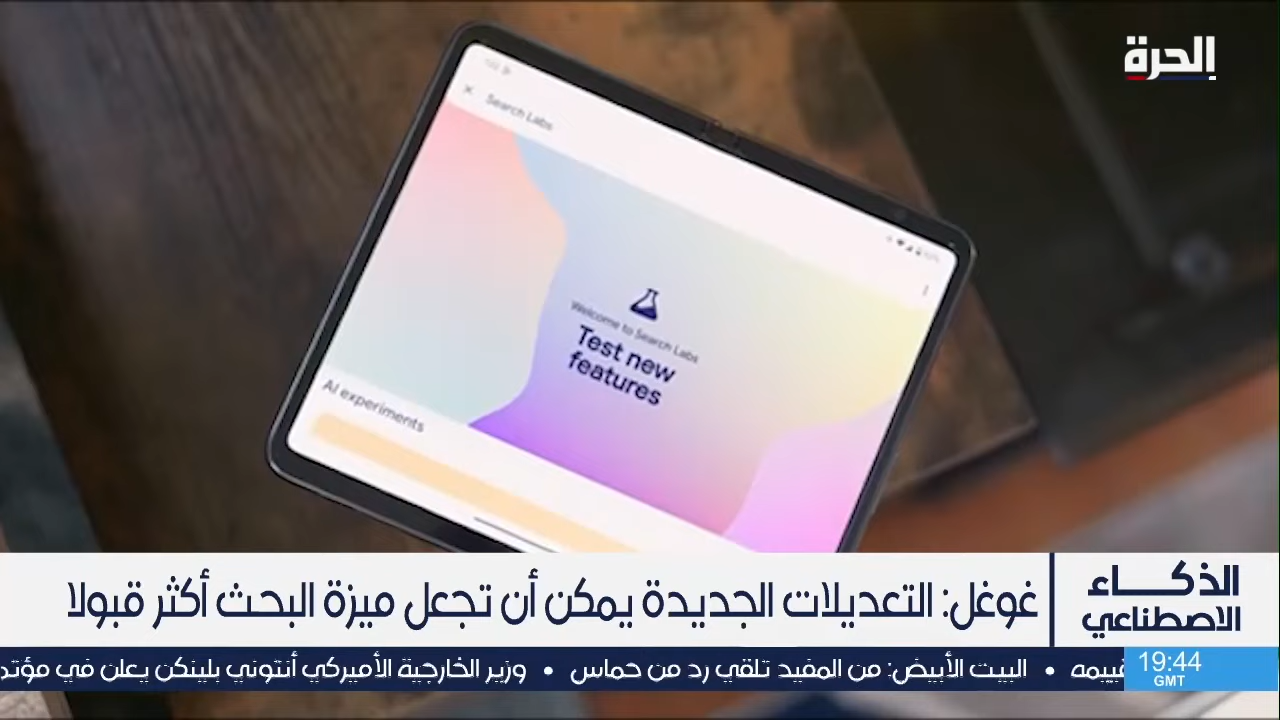 الحرة
Search Labs
Welcome to Search Labs
Test new
features
AI experiments
الذكاء
الاصطناعي
غوغل: التعديلات الجديدة يمكن أن تجعل ميزة البحث أكثر قبولا
البيت الأبيض: من المفيد تلقي رد من حماس • وزير الخارجية الأميركي أنتوني بلينكن يعلن في
19:44
GMT